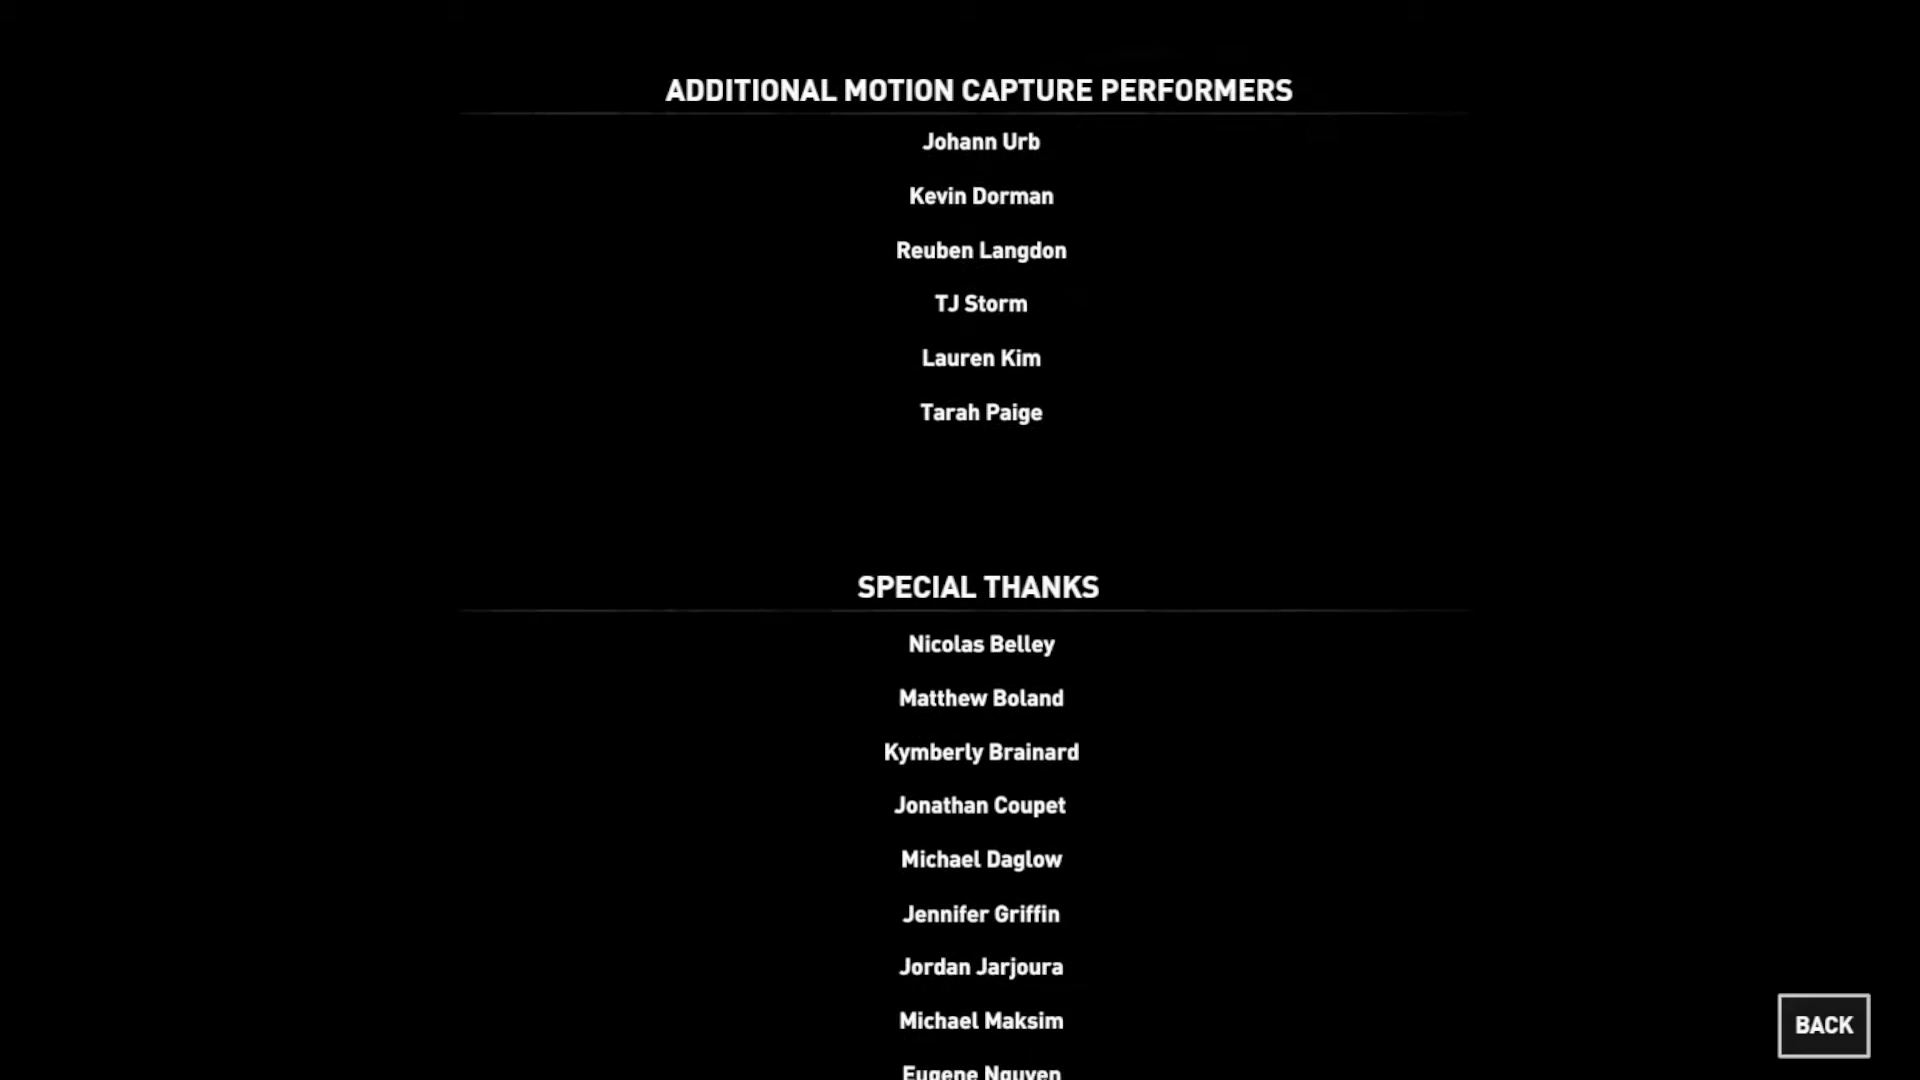 ADDITIONAL MOTION CAPTURE PERFORMERS
Johann Urb
Kevin Dorman
Reuben Langdon
TJ Storm
Lauren Kim
Tarah Paige
SPECIAL THANKS
Nicolas Belley
Matthew Boland
Kymberly Brainard
Jonathan Coupet
Michael Daglow
Jennifer Griffin
Jordan Jarjoura
Michael Maksim
Eugene Nguyen
BACK